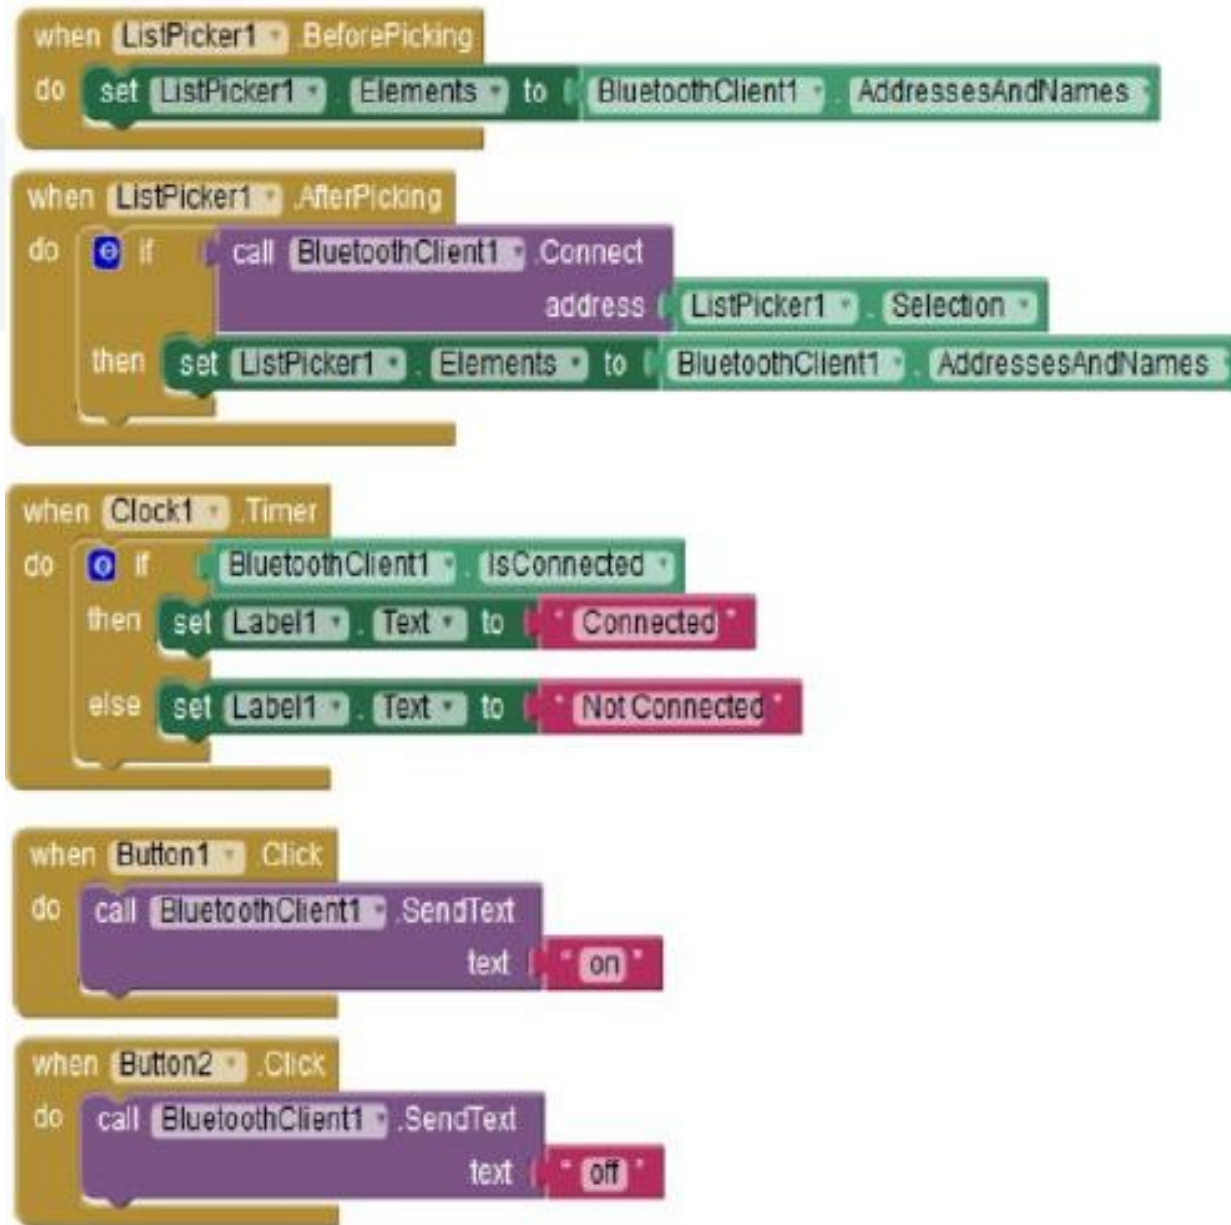 when ListPicker1 .BeforePicking
do set ListPicker1 . Elements to BluetoothClient1 . AddressesAndNames
when ListPicker1 .AfterPicking
do if call BluetoothClient1 .Connect
address ListPicker1 . Selection
then set ListPicker1 . Elements to BluetoothClient1 . AddressesAndNames
when Clock1 .Timer
do if BluetoothClient1 . IsConnected
then set Label1 . Text to " Connected "
else set Label1 . Text to " Not Connected "
when Button1 .Click
do call BluetoothClient1 .SendText
text " on "
when Button2 .Click
do call BluetoothClient1 .SendText
text " off "